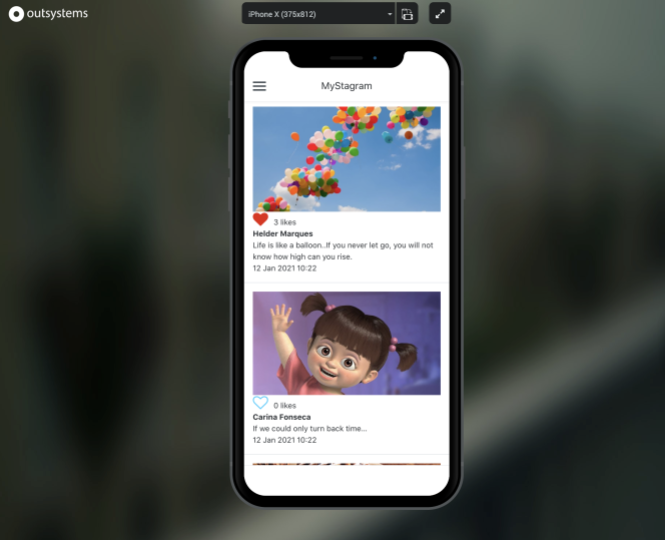 outsystems
iPhone X (375x812)
MyStagram
3 likes
Helder Marques
Life is like a balloon..If you never let go, you will not
know how high can you rise.
12 Jan 2021 10:22
0 likes
Carina Fonseca
If we could only turn back time...
12 Jan 2021 10:22